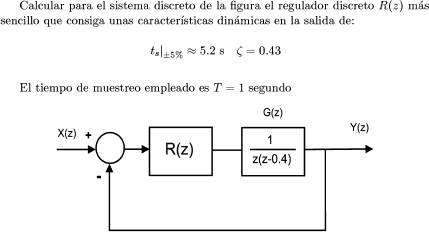 Calcular para el sistema discreto de la figura el regulador discreto R(z) más
sencillo que consiga unas características dinámicas en la salida de:
ts|±5% ≈ 5.2 s ζ = 0.43
El tiempo de muestreo empleado es T = 1 segundo
G(z)
X(z) + Y(z)
R(z)
1
z(z-0.4)
-